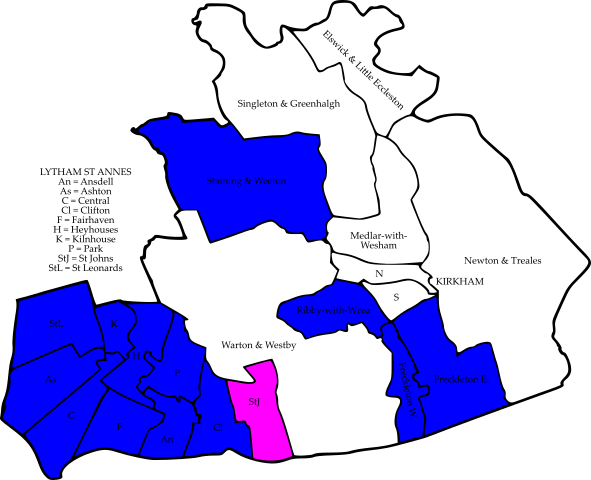 Elswick & Little Eccleston
Singleton & Greenhalgh
LYTHAM ST ANNES
An = Ansdell
As = Ashton
C = Central
Cl = Clifton
F = Fairhaven
H = Heyhouses
K = Kilnhouse
P = Park
StJ = St Johns
StL = St Leonards
Staining & Weeton
Medlar-with-
Wesham
Newton & Treales
N
KIRKHAM
S
Ribby-with-Wrea
Warton & Westby
StL
K
H
P
As
StJ
Freckleton W
Freckleton E
C
F
An
Cl